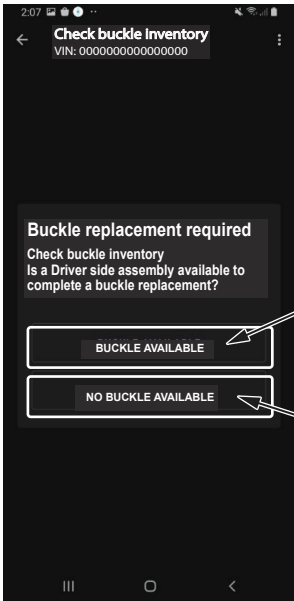 2:07
Check buckle Inventory
VIN: 0000000000000000
Buckle replacement required
Check buckle inventory
Is a Driver side assembly available to
complete a buckle replacement?
BUCKLE AVAILABLE
NO BUCKLE AVAILABLE